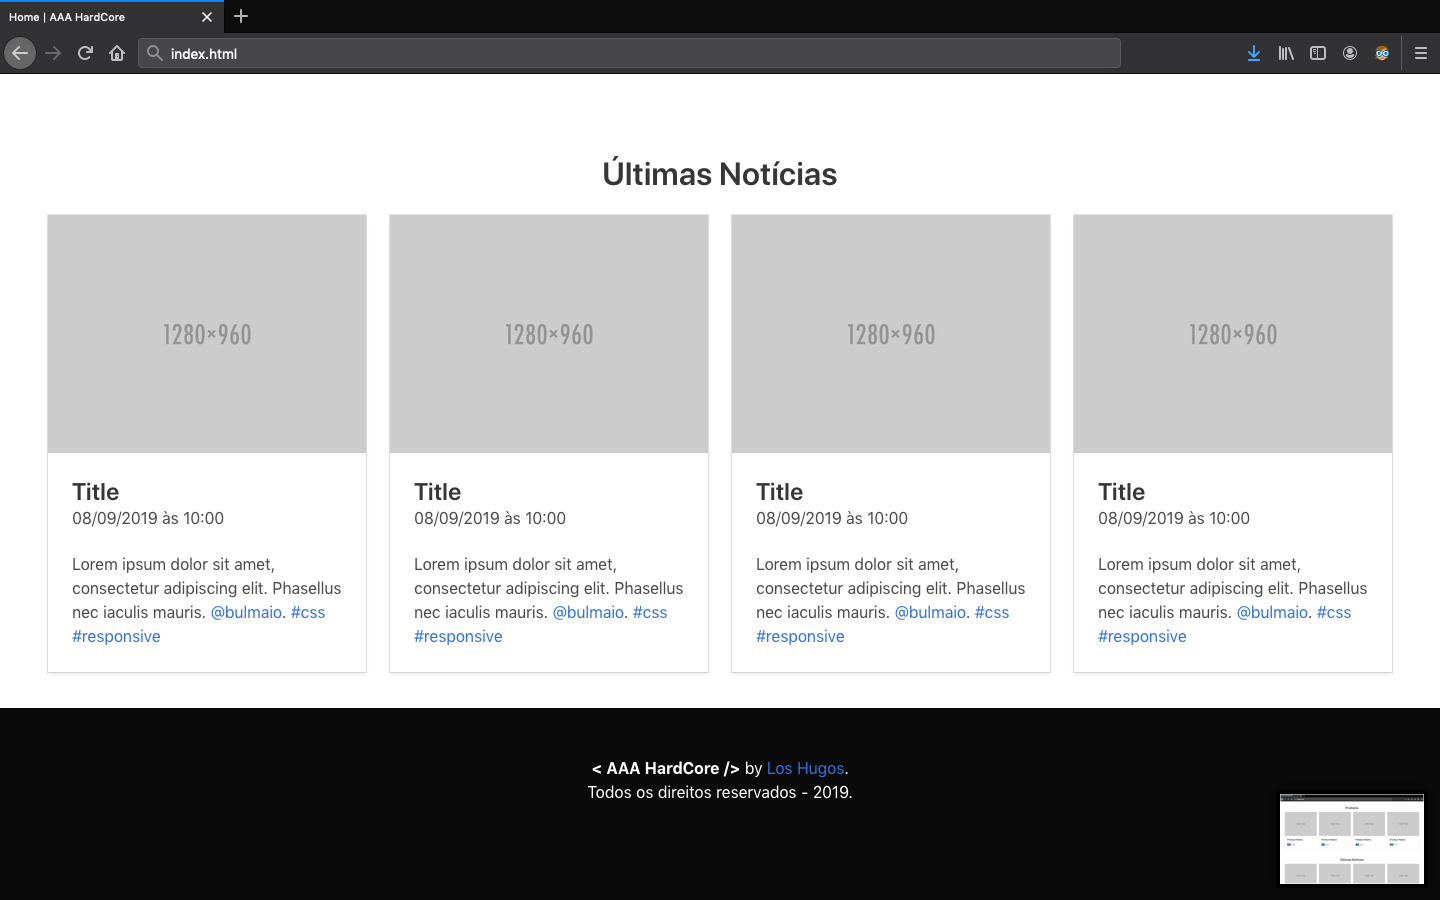 Home | AAA HardCore
index.html
Últimas Notícias
1280×960
1280×960
1280×960
1280×960
Title
08/09/2019 às 10:00
Lorem ipsum dolor sit amet,
consectetur adipiscing elit. Phasellus
nec iaculis mauris. @bulmaio. #css
#responsive
Title
08/09/2019 às 10:00
Lorem ipsum dolor sit amet,
consectetur adipiscing elit. Phasellus
nec iaculis mauris. @bulmaio. #css
#responsive
Title
08/09/2019 às 10:00
Lorem ipsum dolor sit amet,
consectetur adipiscing elit. Phasellus
nec iaculis mauris. @bulmaio. #css
#responsive
Title
08/09/2019 às 10:00
Lorem ipsum dolor sit amet,
consectetur adipiscing elit. Phasellus
nec iaculis mauris. @bulmaio. #css
#responsive
< AAA HardCore /> by Los Hugos.
Todos os direitos reservados - 2019.
Produtos
Últimas Notícias